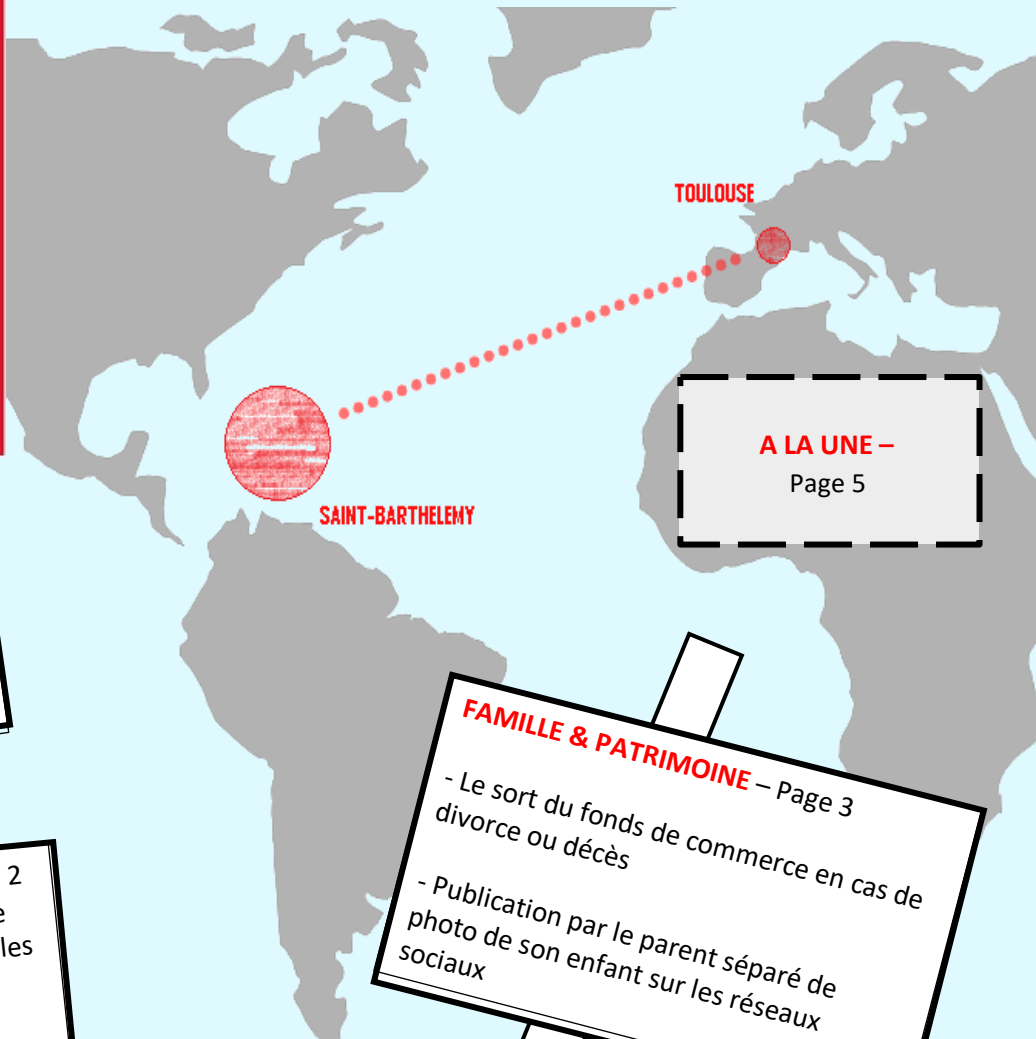 TOULOUSE
SAINT-BARTHELEMY
A LA UNE –
Page 5
FAMILLE & PATRIMOINE – Page 3
- Le sort du fonds de commerce en cas de
divorce ou décès
- Publication par le parent séparé de
photo de son enfant sur les réseaux
sociaux
2
e
les